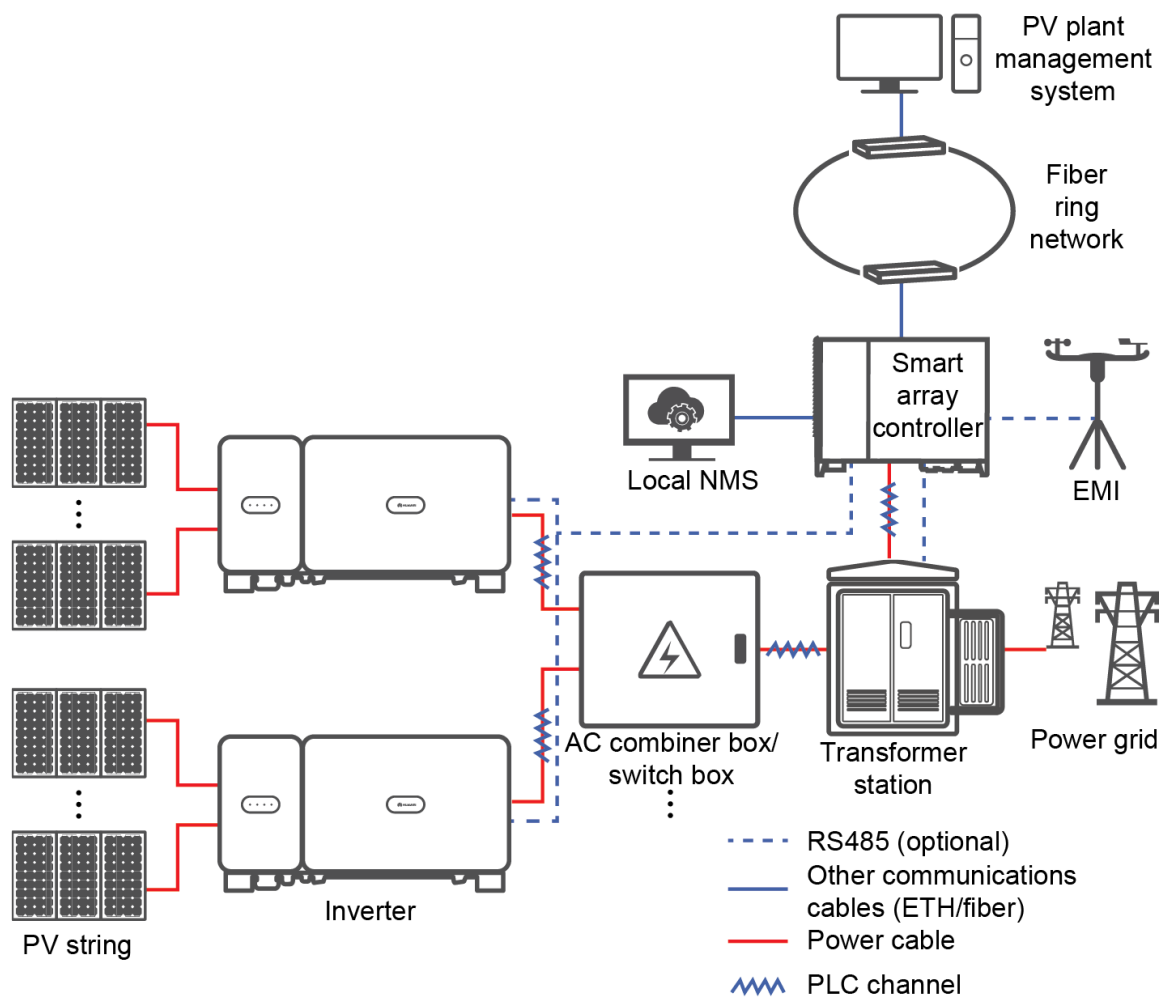 PV plant
management
system
Fiber
ring
network
Smart
array
controller
Local NMS
EMI
AC combiner box/
switch box
Transformer
station
Power grid
Inverter
PV string
RS485 (optional)
Other communications
cables (ETH/fiber)
Power cable
PLC channel